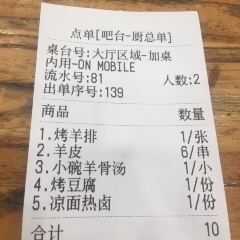 点单[吧台-厨总单]
桌台号:大厅区域-加桌
内用-ON MOBILE
流水号:81 人数:2
出单序号:139
商品 数量
1.烤羊排 1/张
2.羊皮 6/串
3.小碗羊骨汤 1/小
4.烤豆腐 1/份
5.凉面热卤 1/份
合计 10